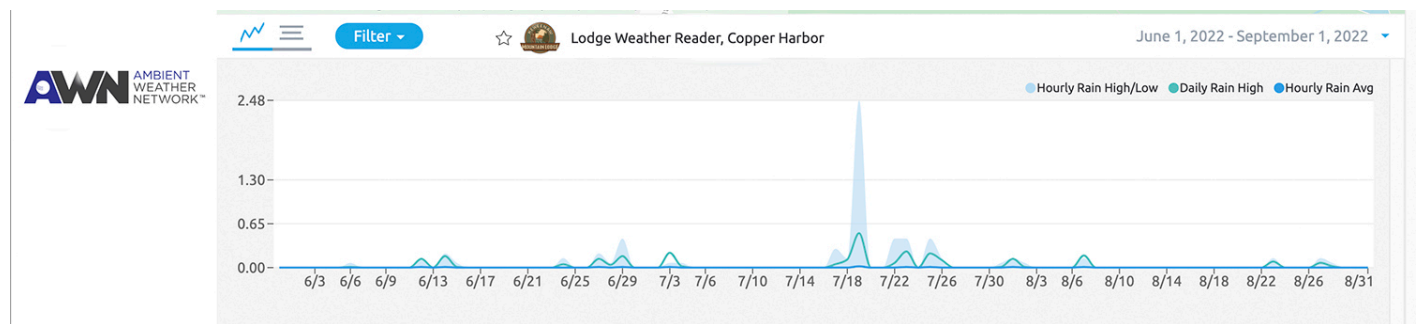 Filter
Lodge Weather Reader, Copper Harbor
June 1, 2022 - September 1, 2022
AWN AMBIENT
WEATHER
NETWORK™
Hourly Rain High/Low Daily Rain High Hourly Rain Avg
2.48
1.30
0.65
0.00
6/3 6/6 6/9 6/13 6/17 6/21 6/25 6/29 7/3 7/6 7/10 7/14 7/18 7/22 7/26 7/30 8/3 8/6 8/10 8/14 8/18 8/22 8/26 8/31